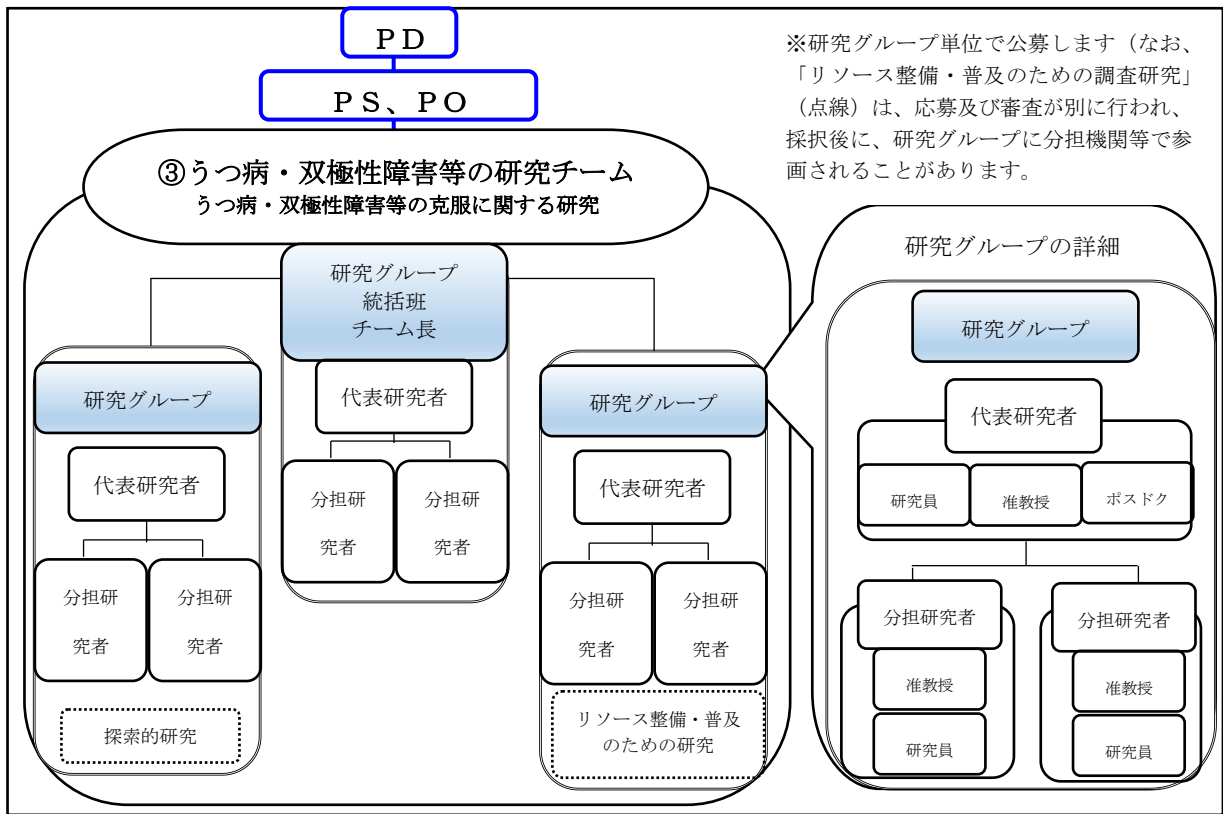 PD
PS、PO
※研究グループ単位で公募します(なお、
「リソース整備・普及のための調査研究」
(点線)は、応募及び審査が別に行われ、
採択後に、研究グループに分担機関等で参
画されることがあります。
③うつ病・双極性障害等の研究チーム
うつ病・双極性障害等の克服に関する研究
研究グループ
統括班
チーム長
代表研究者
分担研
究者
分担研
究者
研究グループ
代表研究者
分担研
究者
分担研
究者
探索的研究
研究グループ
代表研究者
分担研
究者
分担研
究者
リソース整備・普及
のための研究
研究グループの詳細
研究グループ
代表研究者
研究員
准教授
ポスドク
分担研究者
准教授
研究員
分担研究者
准教授
研究員